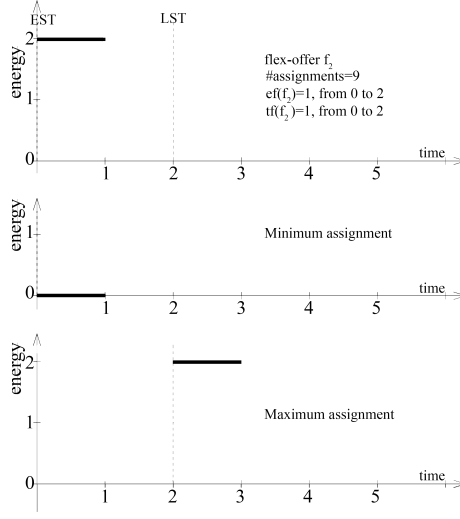 EST
LST
energy
2
1
0
flex-offer f2
#assignments=9
ef(f2)=1, from 0 to 2
tf(f2)=1, from 0 to 2
time
1 2 3 4 5
energy
1
0
Minimum assignment
time
1 2 3 4 5
energy
2
1
0
Maximum assignment
time
1 2 3 4 5